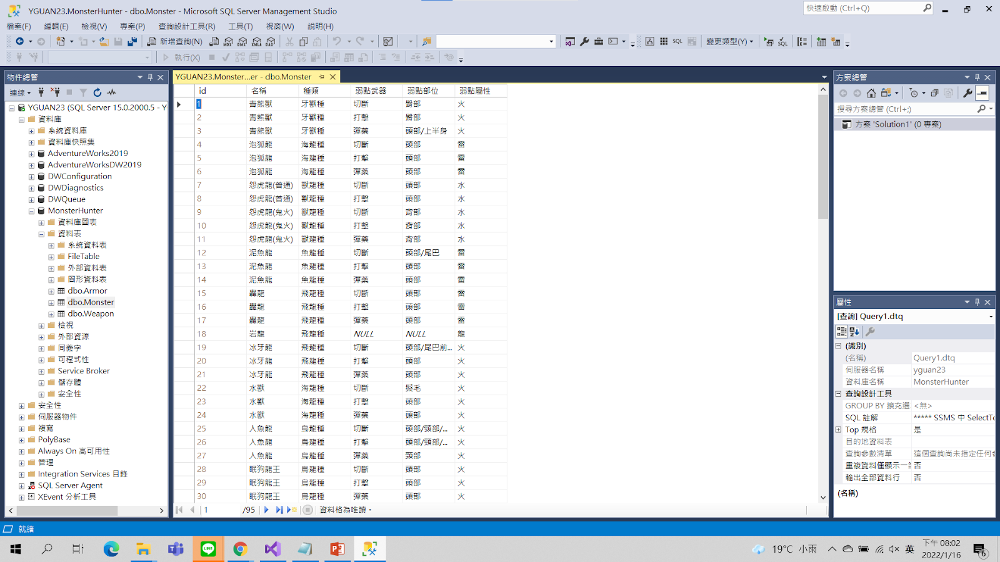 YGUAN23.MonsterHunter - dbo.Monster - Microsoft SQL Server Management Studio
快速啟動 (Ctrl+Q)
檔案(F) 編輯(E) 檢視(V) 專案(P) 查詢設計工具(R) 工具(T) 視窗(W) 說明(H)
新增查詢(N) MDX DMX XMLA DAX SQL 變更類型(Y) SQL
執行(X)
物件總管
連線
YGUAN23 (SQL Server 15.0.2000.5 - Y
資料庫
系統資料庫
資料庫快照集
AdventureWorks2019
AdventureWorksDW2019
DWConfiguration
DWDiagnostics
DWQueue
MonsterHunter
資料庫圖表
資料表
系統資料表
FileTable
外部資料表
圖形資料表
dbo.Armor
dbo.Monster
dbo.Weapon
檢視
外部資源
同義字
可程式性
Service Broker
儲存體
安全性
安全性
伺服器物件
複寫
PolyBase
Always On 高可用性
管理
Integration Services 目錄
SQL Server Agent
XEvent 分析工具
YGUAN23.Monster...er - dbo.Monster
id 名稱 種類 弱點武器 弱點部位 弱點屬性
1 青熊獸 牙獸種 切斷 臀部 火
2 青熊獸 牙獸種 打擊 臀部 火
3 青熊獸 牙獸種 彈藥 頭部/上半身 火
4 泡狐龍 海龍種 切斷 頭部 雷
5 泡狐龍 海龍種 打擊 頭部 雷
6 泡狐龍 海龍種 彈藥 頭部 雷
7 怨虎龍(普通) 獸龍種 切斷 頭部 水
8 怨虎龍(普通) 獸龍種 打擊 頭部 水
9 怨虎龍(鬼火) 獸龍種 切斷 背部 水
10 怨虎龍(鬼火) 獸龍種 打擊 背部 水
11 怨虎龍(鬼火) 獸龍種 彈藥 背部 水
12 泥魚龍 魚龍種 切斷 頭部/尾巴 雷
13 泥魚龍 魚龍種 打擊 頭部 雷
14 泥魚龍 魚龍種 彈藥 頭部 雷
15 轟龍 飛龍種 切斷 頭部 雷
16 轟龍 飛龍種 打擊 頭部 雷
17 轟龍 飛龍種 彈藥 頭部 雷
18 岩龍 飛龍種 NULL NULL 龍
19 冰牙龍 飛龍種 切斷 頭部/尾巴前... 火
20 冰牙龍 飛龍種 打擊 頭部 火
21 冰牙龍 飛龍種 彈藥 頭部 火
22 水獸 海龍種 切斷 鬃毛 火
23 水獸 海龍種 打擊 頭部 火
24 水獸 海龍種 彈藥 頭部 火
25 人魚龍 鳥龍種 切斷 頭部/頸部/... 火
26 人魚龍 鳥龍種 打擊 頭部/頸部/... 火
27 人魚龍 鳥龍種 彈藥 頸部 火
28 眠狗龍王 鳥龍種 切斷 頭部 火
29 眠狗龍王 鳥龍種 打擊 頭部 火
30 眠狗龍王 鳥龍種 彈藥 頭部 火
1 /95 資料格為唯讀。
方案總管
搜尋方案總管 (Ctrl+;)
方案 'Solution1' (0 專案)
屬性
[查詢] Query1.dtq
(識別)
(名稱) Query1.dtq
伺服器名稱 yguan23
資料庫名稱 MonsterHunter
查詢設計工具
GROUP BY 擴充選 <無>
SQL 註解 ***** SSMS 中 SelectTo
Top 規格 是
目的地資料表
查詢參數清單 這個查詢尚未指定任何參
重複資料僅顯示一 否
輸出全部資料行 否
(名稱)
就緒
LINE
19°C 小雨 英 下午 08:02
2022/1/16
6